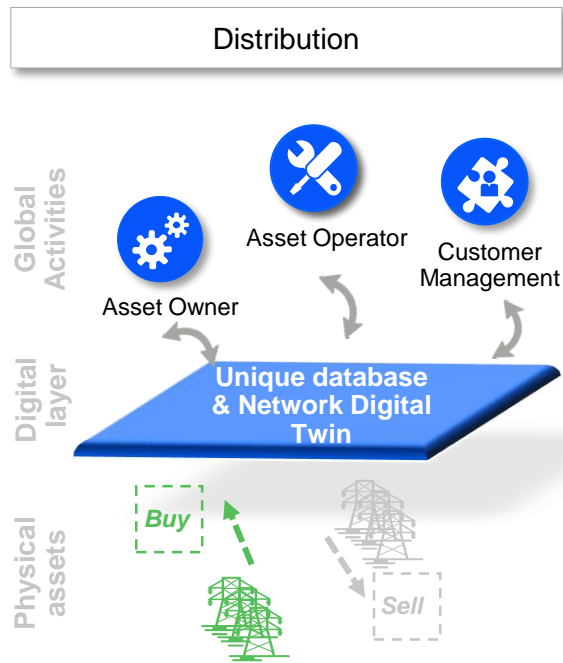 Distribution
Global
Activities
Asset Owner
Asset Operator
Customer
Management
Digital
layer
Unique database
& Network Digital
Twin
Physical
assets
Buy
Sell